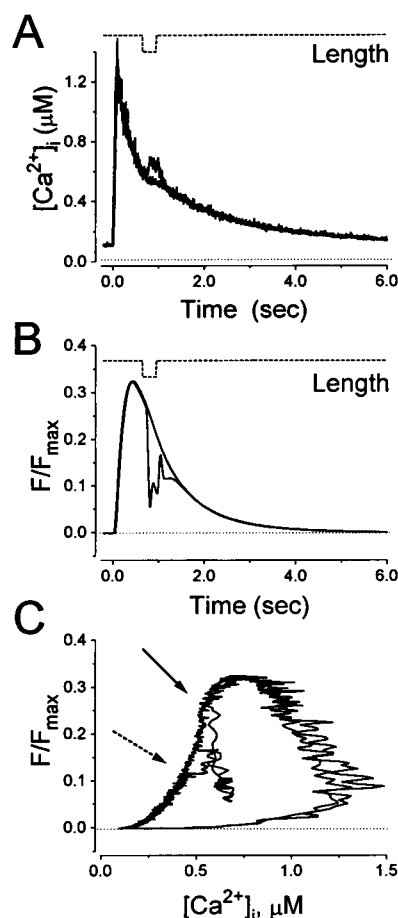 A
Length
[Ca²⁺]ᵢ (μM)
1.2
0.8
0.4
0.0
0.0 2.0 4.0 6.0
Time (sec)
B
Length
F/Fmax
0.4
0.3
0.2
0.1
0.0
0.0 2.0 4.0 6.0
Time (sec)
C
F/Fmax
0.4
0.3
0.2
0.1
0.0
0.0 0.5 1.0 1.5
[Ca²⁺]ᵢ, μM